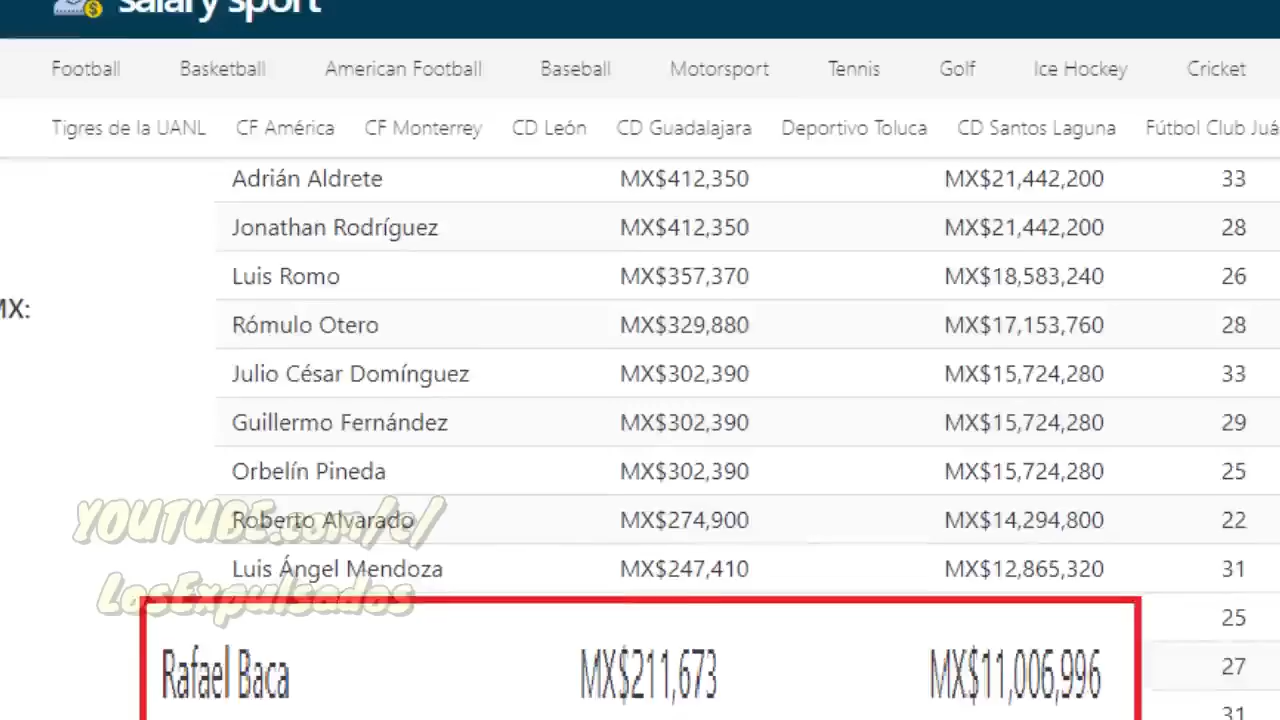 salary sport
Football Basketball American Football Baseball Motorsport Tennis Golf Ice Hockey Cricket
Tigres de la UANL CF América CF Monterrey CD León CD Guadalajara Deportivo Toluca CD Santos Laguna Fútbol Club Juá
Adrián Aldrete MX$412,350 MX$21,442,200 33
Jonathan Rodríguez MX$412,350 MX$21,442,200 28
Luis Romo MX$357,370 MX$18,583,240 26
MX:
Rómulo Otero MX$329,880 MX$17,153,760 28
Julio César Domínguez MX$302,390 MX$15,724,280 33
Guillermo Fernández MX$302,390 MX$15,724,280 29
Orbelín Pineda MX$302,390 MX$15,724,280 25
Roberto Alvarado MX$274,900 MX$14,294,800 22
YOUTUBE.com/c/
Luis Ángel Mendoza MX$247,410 MX$12,865,320 31
LosExpulsados
25
Rafael Baca MX$211,673 MX$11,006,996 27
31